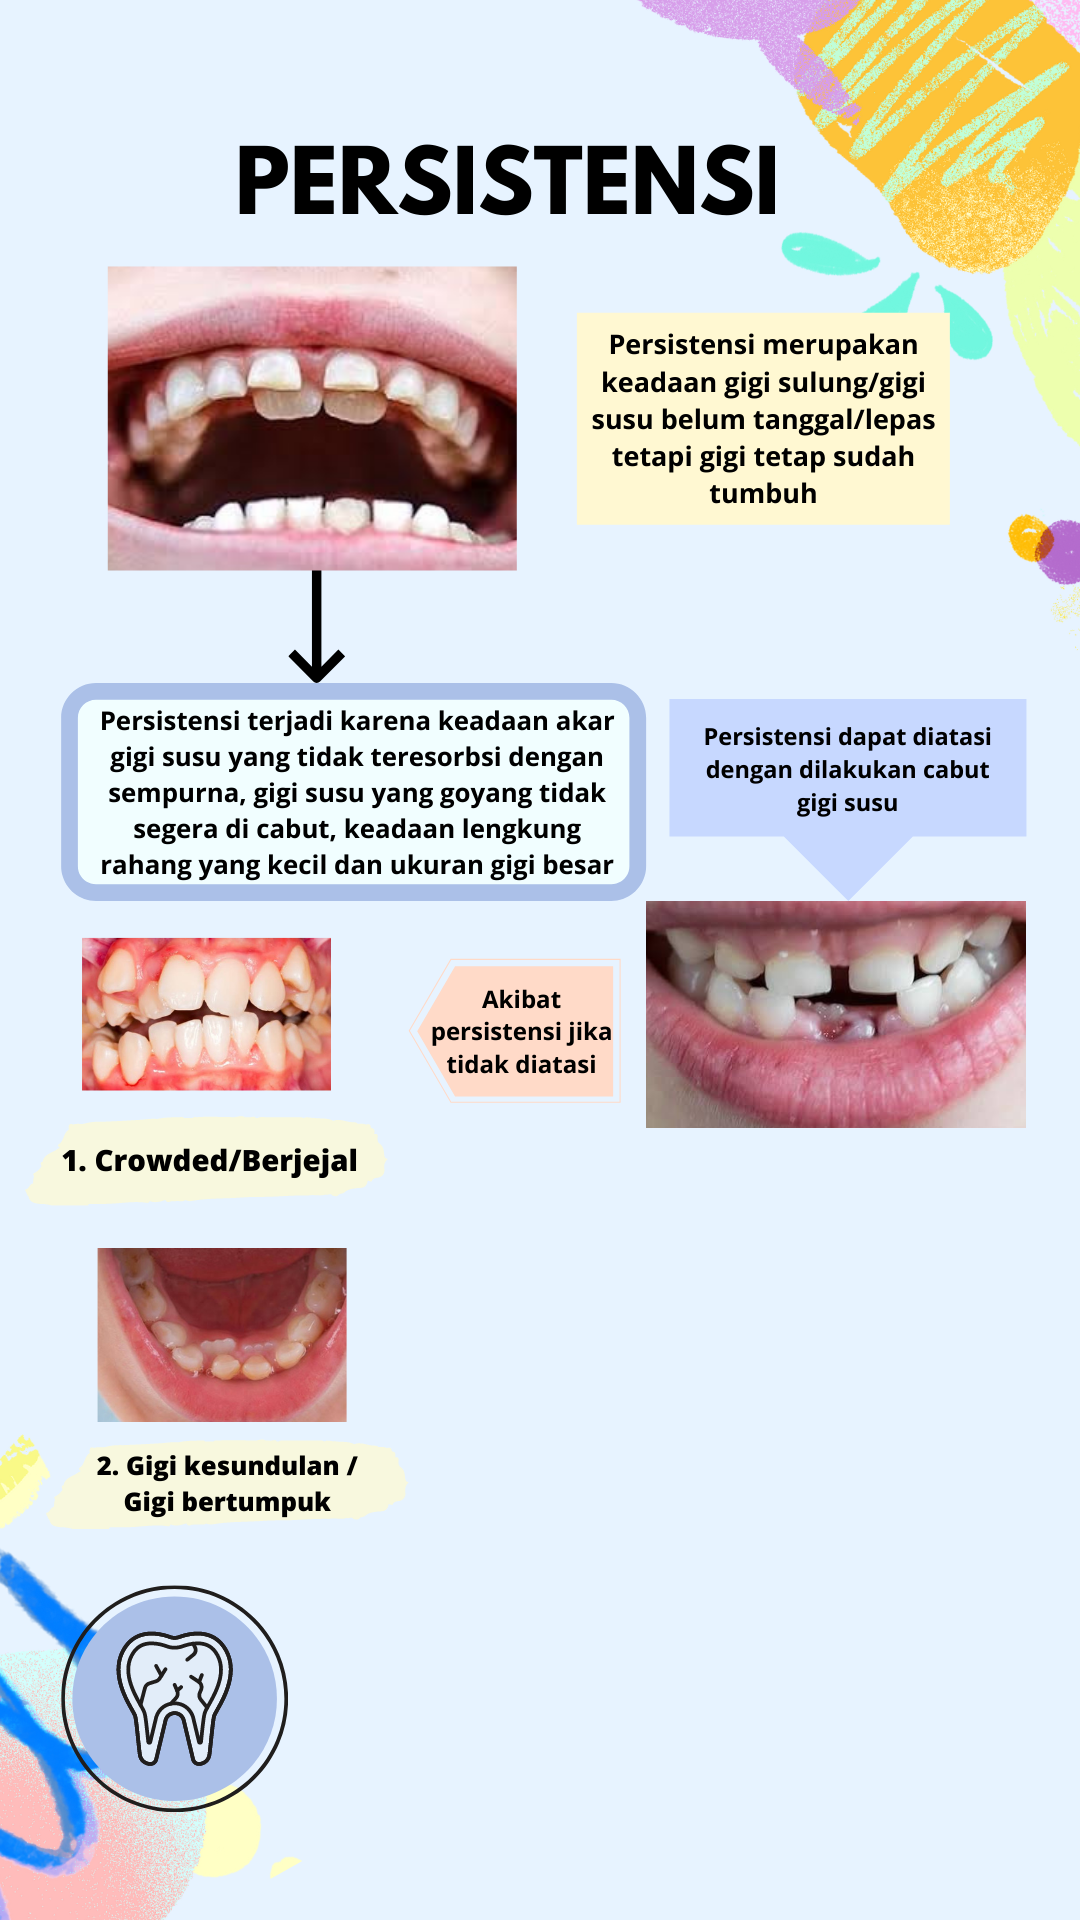 PERSISTENSI
Persistensi merupakan
keadaan gigi sulung/gigi
susu belum tanggal/lepas
tetapi gigi tetap sudah
tumbuh
Persistensi terjadi karena keadaan akar
gigi susu yang tidak teresorbsi dengan
sempurna, gigi susu yang goyang tidak
segera di cabut, keadaan lengkung
rahang yang kecil dan ukuran gigi besar
Persistensi dapat diatasi
dengan dilakukan cabut
gigi susu
Akibat
persistensi jika
tidak diatasi
1. Crowded/Berjejal
2. Gigi kesundulan /
Gigi bertumpuk